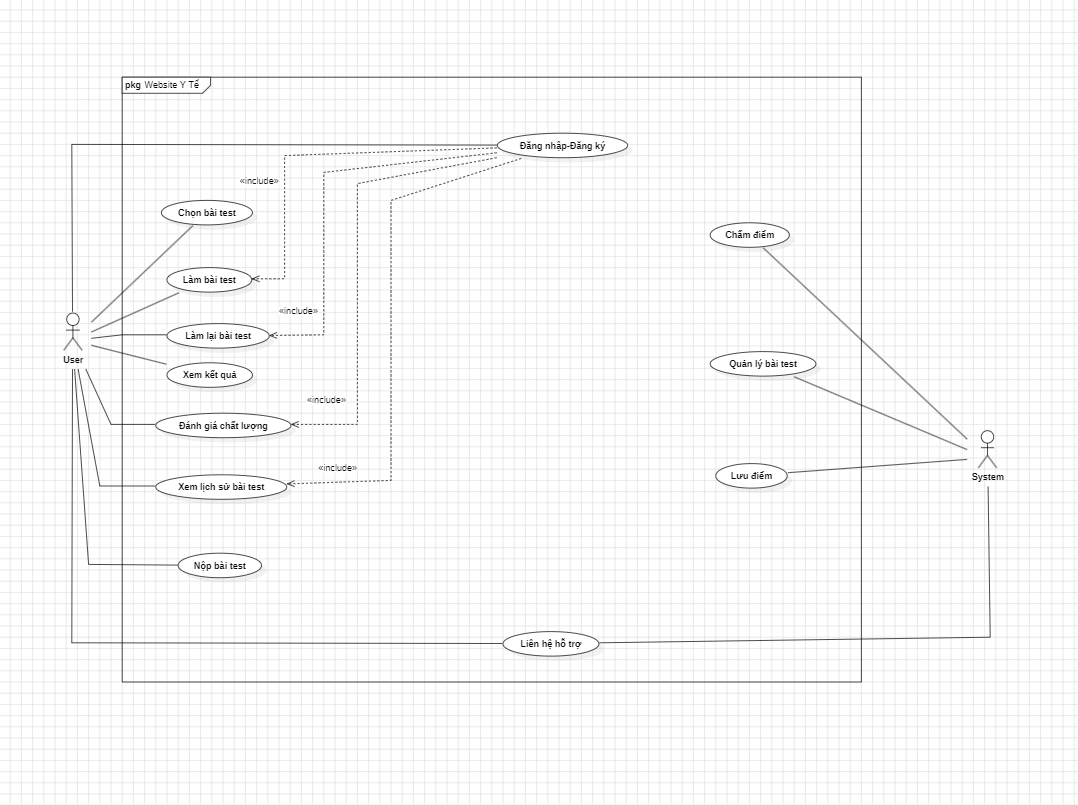 pkg Website Y Tế
Đăng nhập-Đăng ký
«include»
Chọn bài test
Chấm điểm
Làm bài test
«include»
Làm lại bài test
User
Xem kết quả
Quản lý bài test
«include»
Đánh giá chất lượng
«include»
Lưu điểm
System
Xem lịch sử bài test
Nộp bài test
Liên hệ hỗ trợ